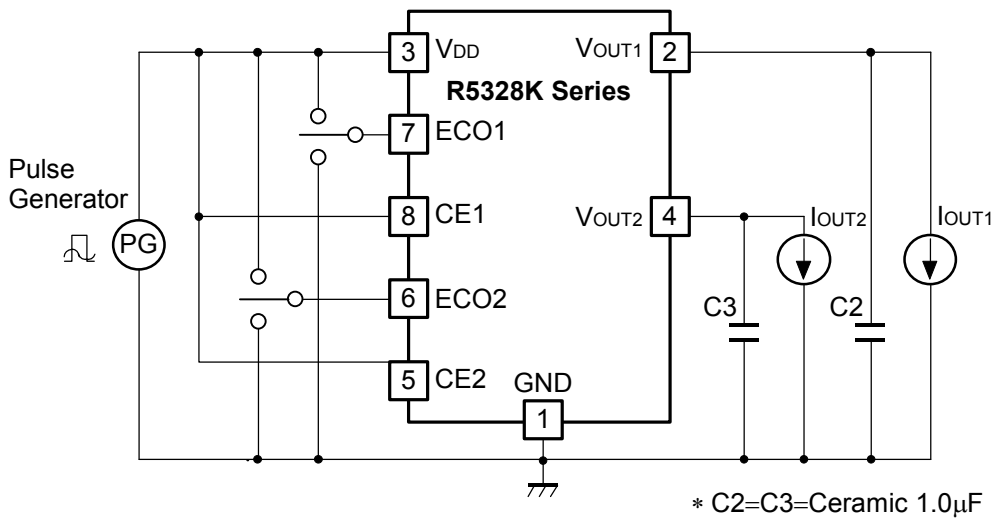 3
VDD
VOUT1
2
R5328K Series
7
ECO1
Pulse
Generator
PG
8
CE1
VOUT2
4
IOUT2
IOUT1
6
ECO2
C3
C2
5
CE2
GND
1
* C2=C3=Ceramic 1.0μF